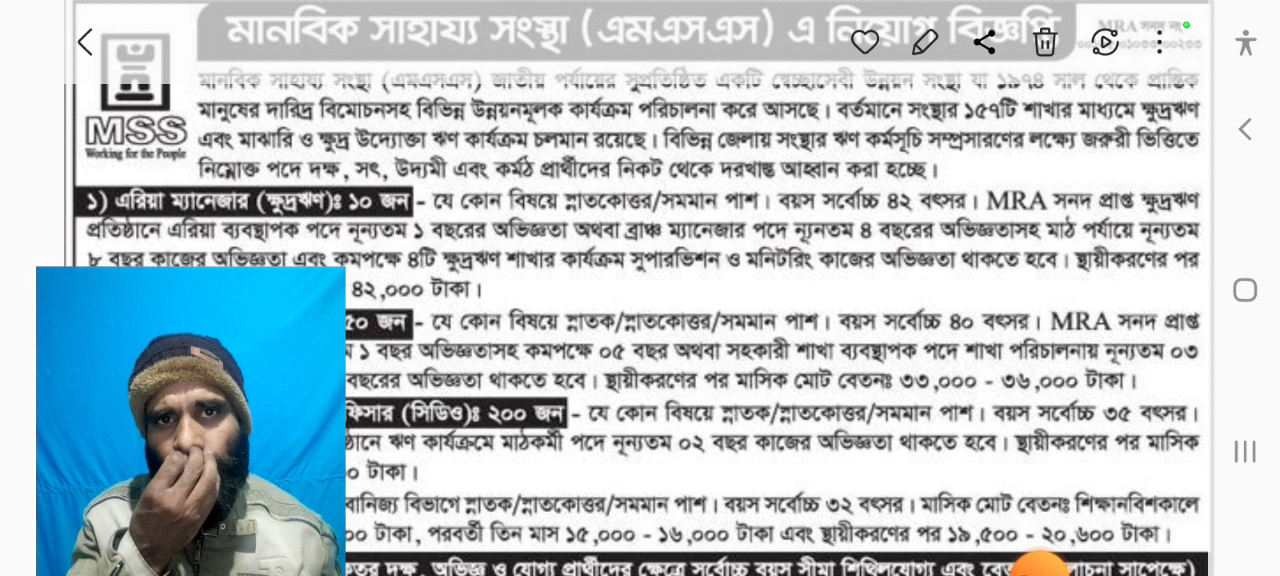 মানবিক সাহায্য সংস্থা (এমএসএস) এ নিয়োগ বিজ্ঞপ্তি
MRA সনদ নং
মানবিক সাহায্য সংস্থা (এমএসএস) জাতীয় পর্যায়ের সুপ্রতিষ্ঠিত একটি স্বেচ্ছাসেবী উন্নয়ন সংস্থা যা ১৯৭৪ সাল থেকে প্রান্তিক
মানুষের দারিদ্র বিমোচনসহ বিভিন্ন উন্নয়নমূলক কার্যক্রম পরিচালনা করে আসছে। বর্তমানে সংস্থার ১৫৭টি শাখার মাধ্যমে ক্ষুদ্রঋণ
MSS
এবং মাঝারি ও ক্ষুদ্র উদ্যোক্তা ঋণ কার্যক্রম চলমান রয়েছে। বিভিন্ন জেলায় সংস্থার ঋণ কর্মসূচি সম্প্রসারণের লক্ষ্যে জরুরী ভিত্তিতে
Working for the People
নিম্নোক্ত পদে দক্ষ, সৎ, উদ্যমী এবং কর্মঠ প্রার্থীদের নিকট থেকে দরখাস্ত আহ্বান করা হচ্ছে।
১) এরিয়া ম্যানেজার (ক্ষুদ্রঋণ)ঃ ১০ জন - যে কোন বিষয়ে স্নাতকোত্তর/সমমান পাশ। বয়স সর্বোচ্চ ৪২ বৎসর। MRA সনদ প্রাপ্ত ক্ষুদ্রঋণ
প্রতিষ্ঠানে এরিয়া ব্যবস্থাপক পদে নূন্যতম ১ বছরের অভিজ্ঞতা অথবা ব্রাঞ্চ ম্যানেজার পদে ন্যূনতম ৪ বছরের অভিজ্ঞতাসহ মাঠ পর্যায়ে নূন্যতম
৮ বছর কাজের অভিজ্ঞতা এবং কমপক্ষে ৪টি ক্ষুদ্রঋণ শাখার কার্যক্রম সুপারভিশন ও মনিটরিং কাজের অভিজ্ঞতা থাকতে হবে। স্থায়ীকরণের পর
৪২,০০০ টাকা।
৫০ জন - যে কোন বিষয়ে স্নাতক/স্নাতকোত্তর/সমমান পাশ। বয়স সর্বোচ্চ ৪০ বৎসর। MRA সনদ প্রাপ্ত
১ বছর অভিজ্ঞতাসহ কমপক্ষে ০৫ বছর অথবা সহকারী শাখা ব্যবস্থাপক পদে শাখা পরিচালনায় নূন্যতম ০৩
বছরের অভিজ্ঞতা থাকতে হবে। স্থায়ীকরণের পর মাসিক মোট বেতনঃ ৩৩,০০০ - ৩৬,০০০ টাকা।
ফিসার (সিডিও)ঃ ২০০ জন - যে কোন বিষয়ে স্নাতক/স্নাতকোত্তর/সমমান পাশ। বয়স সর্বোচ্চ ৩৫ বৎসর।
ঠানে ঋণ কার্যক্রমে মাঠকর্মী পদে নূন্যতম ০২ বছর কাজের অভিজ্ঞতা থাকতে হবে। স্থায়ীকরণের পর মাসিক
০ টাকা।
বানিজ্য বিভাগে স্নাতক/স্নাতকোত্তর/সমমান পাশ। বয়স সর্বোচ্চ ৩২ বৎসর। মাসিক মোট বেতনঃ শিক্ষানবিশকালে
০০ টাকা, পরবর্তী তিন মাস ১৫,০০০ - ১৬,০০০ টাকা এবং স্থায়ীকরণের পর ১৯,৫০০ - ২০,৬০০ টাকা।
দক্ষ, অভিজ্ঞ ও যোগ্য প্রার্থীদের ক্ষেত্রে সর্বোচ্চ বয়স সীমা শিথিলযোগ্য এবং